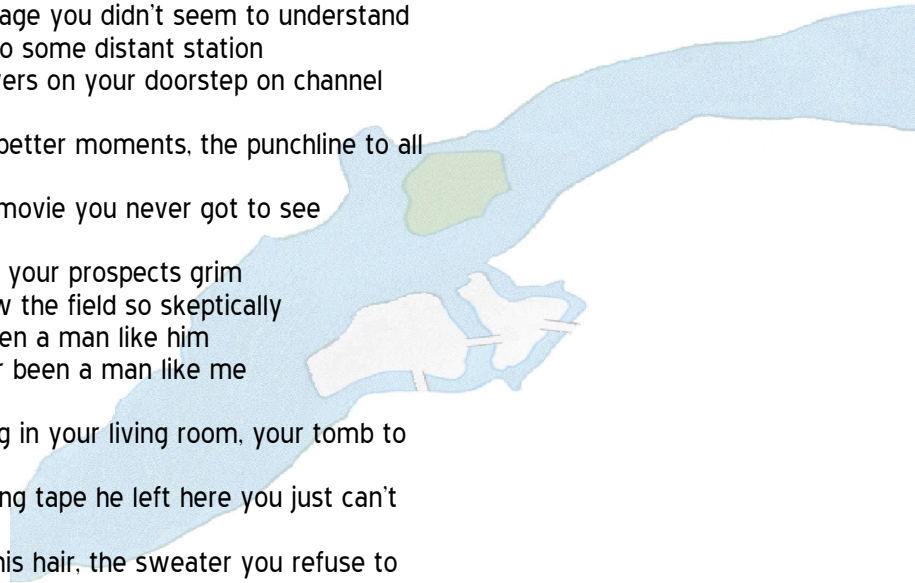 age you didn't seem to understand
o some distant station
ers on your doorstep on channel
better moments, the punchline to all
movie you never got to see
your prospects grim
w the field so skeptically
en a man like him
r been a man like me
g in your living room, your tomb to
ng tape he left here you just can't
his hair, the sweater you refuse to